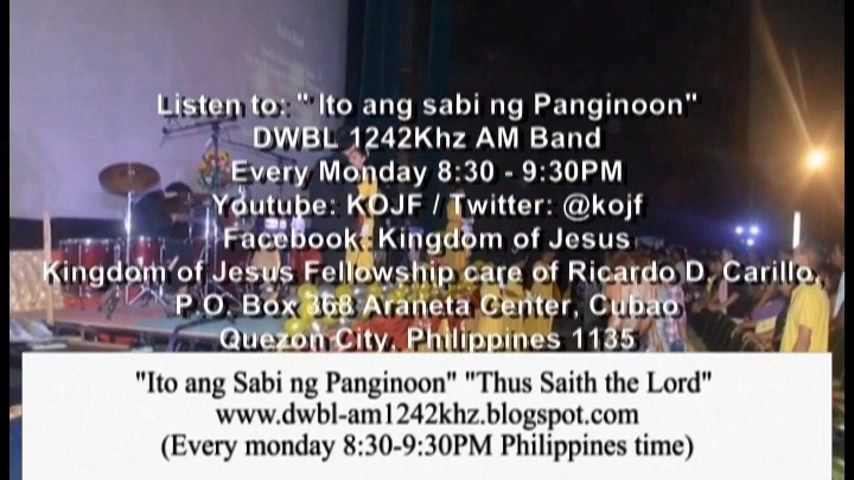 Listen to: " Ito ang sabi ng Panginoon"
DWBL 1242Khz AM Band
Every Monday 8:30 - 9:30PM
Youtube: KOJF / Twitter: @kojf
Facebook: Kingdom of Jesus
Kingdom of Jesus Fellowship care of Ricardo D. Carillo,
P.O. Box 368 Araneta Center, Cubao
Quezon City, Philippines 1135
"Ito ang Sabi ng Panginoon" "Thus Saith the Lord"
www.dwbl-am1242khz.blogspot.com
(Every monday 8:30-9:30PM Philippines time)